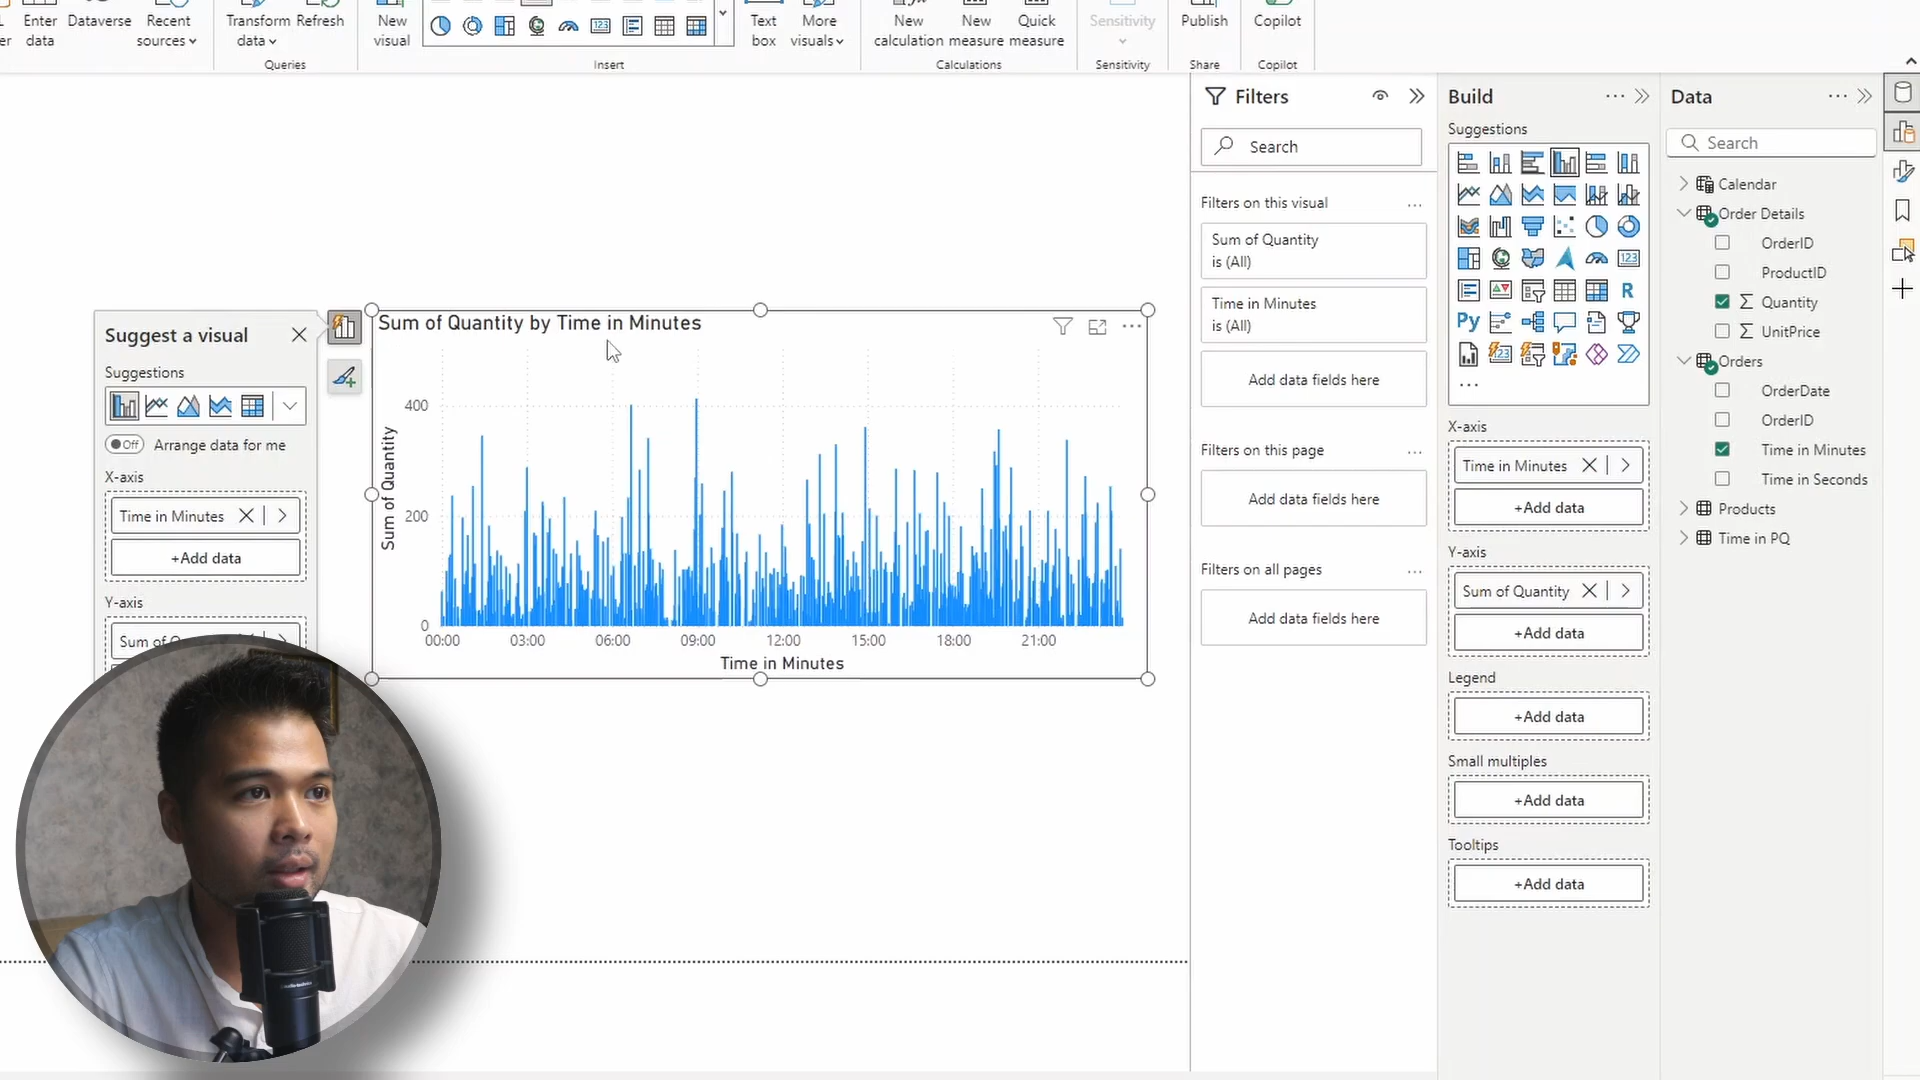 Enter
data
Dataverse
Recent
sources
Transform
data
Refresh
Queries
New
visual
Text
box
More
visuals
Insert
New
calculation
New
measure
Quick
measure
Calculations
Sensitivity
Sensitivity
Publish
Share
Copilot
Copilot
Suggest a visual
Suggestions
Off
Arrange data for me
X-axis
Time in Minutes
+Add data
Y-axis
Sum of Quantity by Time in Minutes
400
200
0
Sum of Quantity
00:00 03:00 06:00 09:00 12:00 15:00 18:00 21:00
Time in Minutes
Filters
Search
Filters on this visual
Sum of Quantity
is (All)
Time in Minutes
is (All)
Add data fields here
Filters on this page
Add data fields here
Filters on all pages
Add data fields here
Build
Suggestions
123
R
Py
X-axis
Time in Minutes
+Add data
Y-axis
Sum of Quantity
+Add data
Legend
+Add data
Small multiples
+Add data
Tooltips
+Add data
Data
Search
Calendar
Order Details
OrderID
ProductID
Quantity
UnitPrice
Orders
OrderDate
OrderID
Time in Minutes
Time in Seconds
Products
Time in PQ